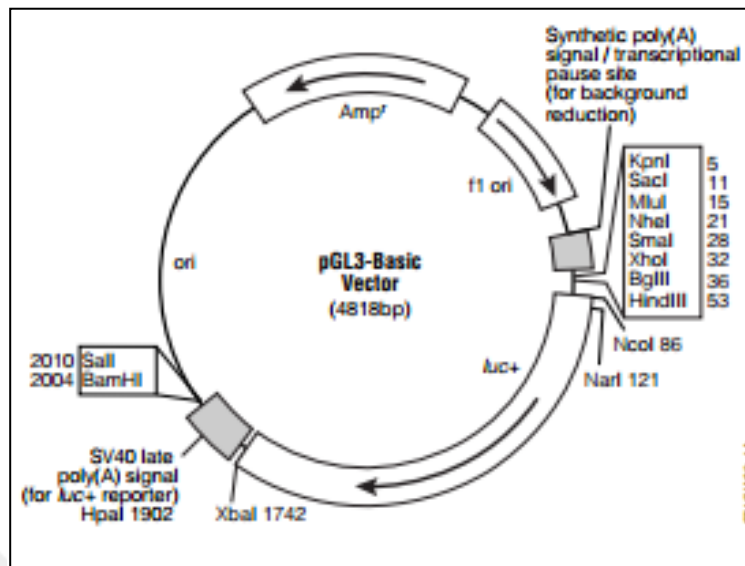 Synthetic poly(A)
signal / transcriptional
pause site
(for background
reduction)
Ampr
f1 ori
KpnI 5
SacI 11
MluI 15
NheI 21
SmaI 28
XhoI 32
BglII 36
HindIII 53
ori
pGL3-Basic
Vector
(4818bp)
luc+
NcoI 86
NarI 121
2010 SalI
2004 BamHI
SV40 late
poly(A) signal
(for luc+ reporter)
HpaI 1902
XbaI 1742